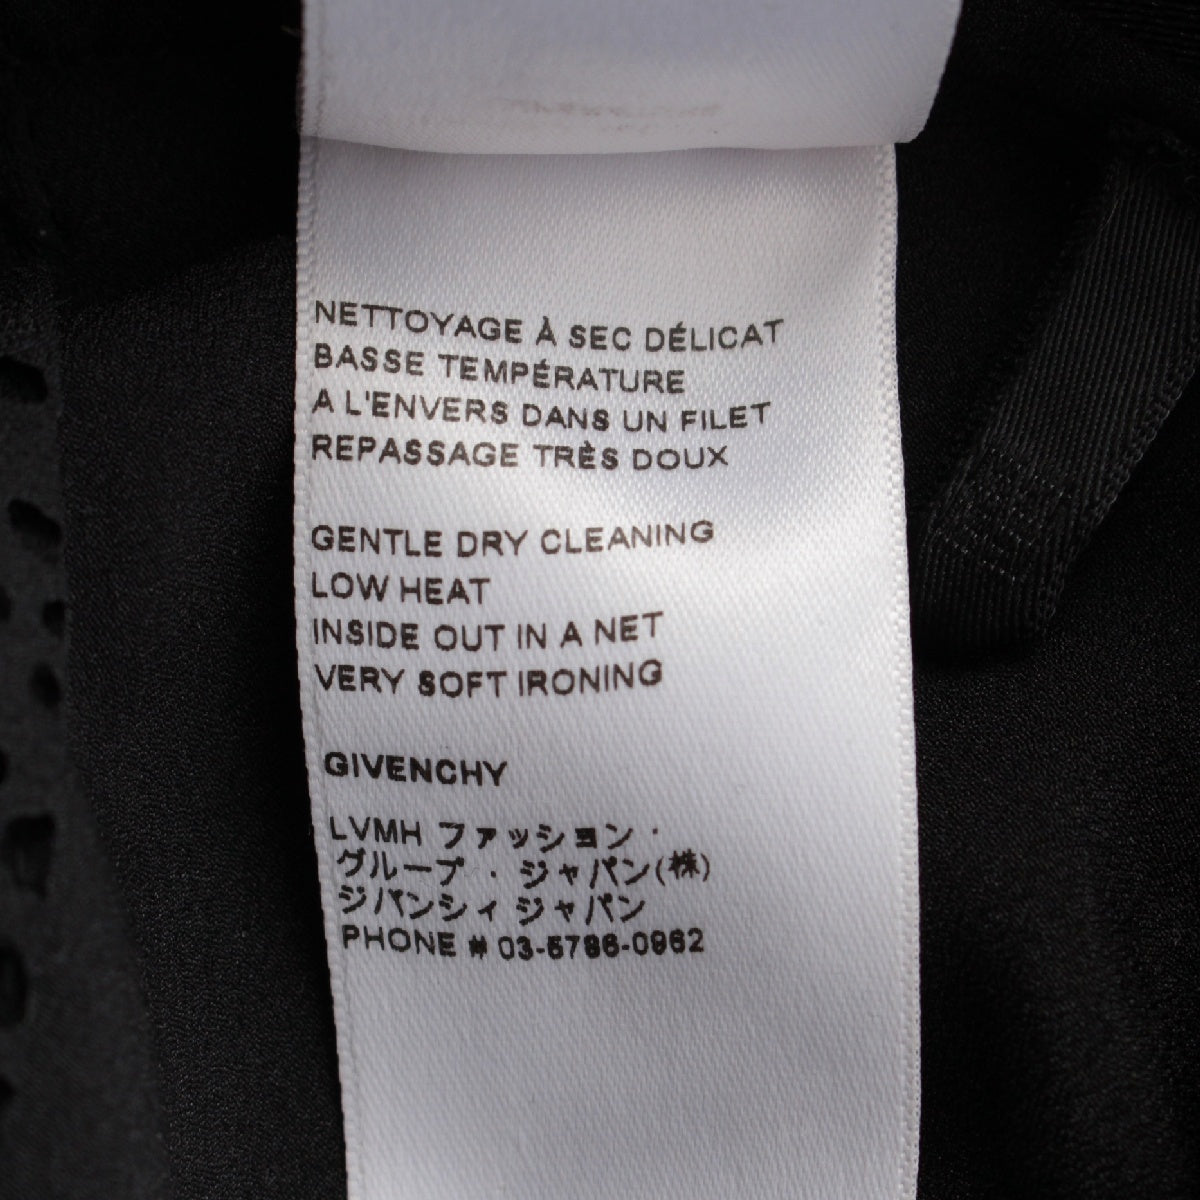 NETTOYAGE À SEC DÉLICAT
BASSE TEMPÉRATURE
A L'ENVERS DANS UN FILET
REPASSAGE TRÈS DOUX
GENTLE DRY CLEANING
LOW HEAT
INSIDE OUT IN A NET
VERY SOFT IRONING
GIVENCHY
LVMH ファッション・
グループ・ジャパン(株)
ジバンシィ ジャパン
PHONE # 03-5786-0962